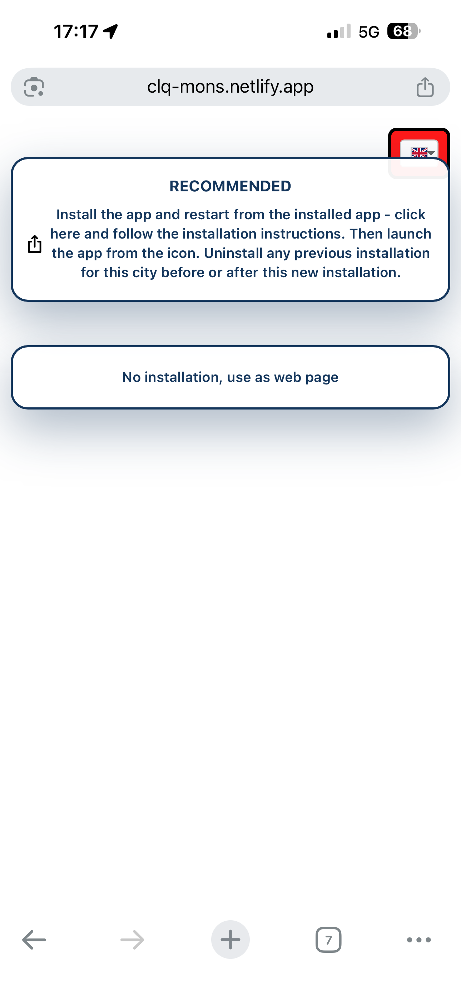 17:17
5G
68
clq-mons.netlify.app
RECOMMENDED
Install the app and restart from the installed app - click
here and follow the installation instructions. Then launch
the app from the icon. Uninstall any previous installation
for this city before or after this new installation.
No installation, use as web page
7